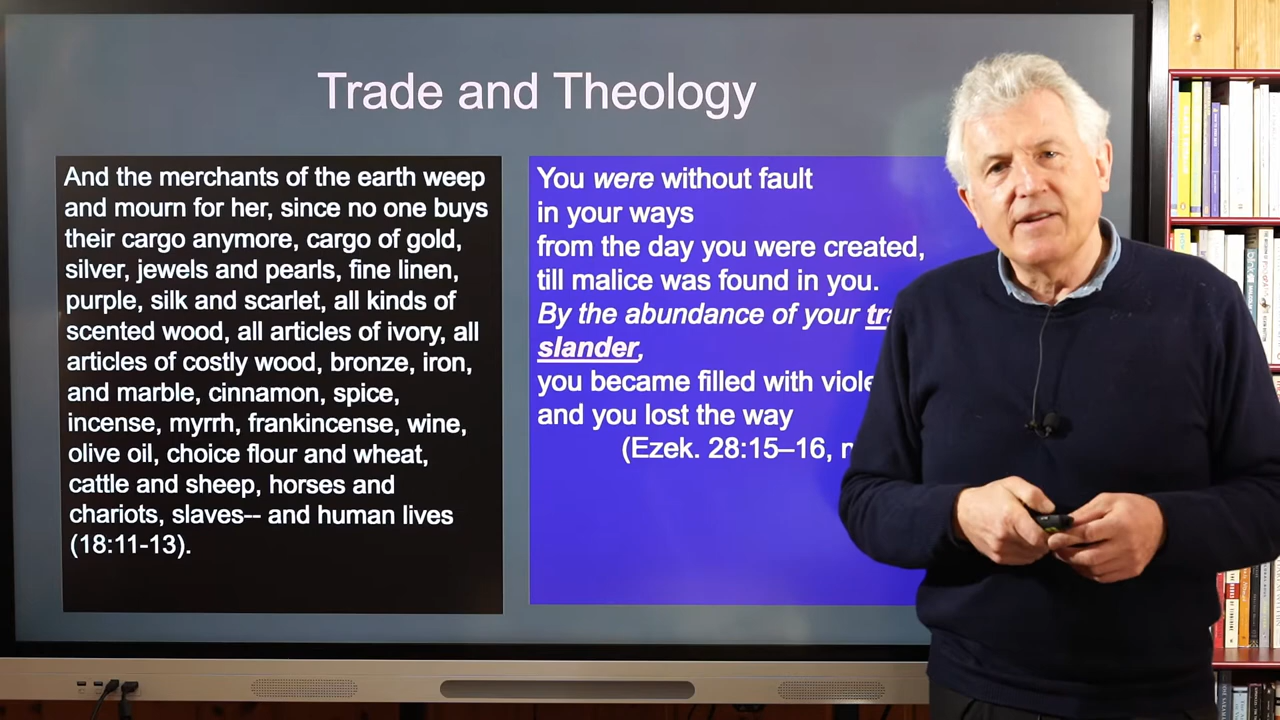 Trade and Theology
And the merchants of the earth weep
and mourn for her, since no one buys
their cargo anymore, cargo of gold,
silver, jewels and pearls, fine linen,
purple, silk and scarlet, all kinds of
scented wood, all articles of ivory, all
articles of costly wood, bronze, iron,
and marble, cinnamon, spice,
incense, myrrh, frankincense, wine,
olive oil, choice flour and wheat,
cattle and sheep, horses and
chariots, slaves-- and human lives
(18:11-13).
You were without fault
in your ways
from the day you were created,
till malice was found in you.
By the abundance of your
slander,
you became filled with
and you lost the way
(Ezek. 28:15–16,